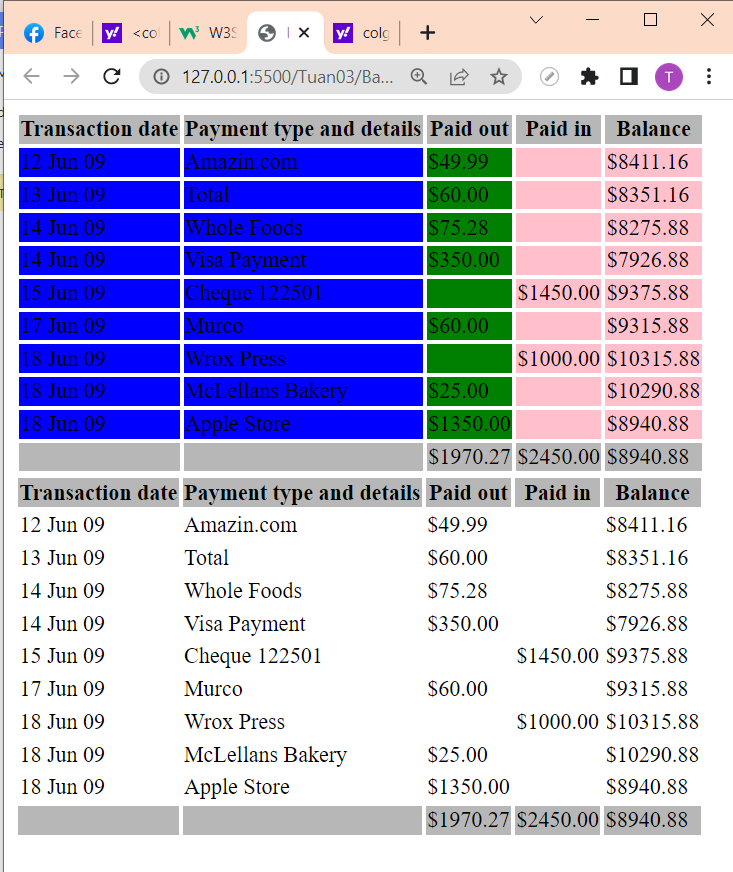 Face <co W3S I colg
127.0.0.1:5500/Tuan03/Ba... T
Transaction date Payment type and details Paid out Paid in Balance
12 Jun 09 Amazin.com $49.99 $8411.16
13 Jun 09 Total $60.00 $8351.16
14 Jun 09 Whole Foods $75.28 $8275.88
14 Jun 09 Visa Payment $350.00 $7926.88
15 Jun 09 Cheque 122501 $1450.00 $9375.88
17 Jun 09 Murco $60.00 $9315.88
18 Jun 09 Wrox Press $1000.00 $10315.88
18 Jun 09 McLellans Bakery $25.00 $10290.88
18 Jun 09 Apple Store $1350.00 $8940.88
$1970.27 $2450.00 $8940.88
Transaction date Payment type and details Paid out Paid in Balance
12 Jun 09 Amazin.com $49.99 $8411.16
13 Jun 09 Total $60.00 $8351.16
14 Jun 09 Whole Foods $75.28 $8275.88
14 Jun 09 Visa Payment $350.00 $7926.88
15 Jun 09 Cheque 122501 $1450.00 $9375.88
17 Jun 09 Murco $60.00 $9315.88
18 Jun 09 Wrox Press $1000.00 $10315.88
18 Jun 09 McLellans Bakery $25.00 $10290.88
18 Jun 09 Apple Store $1350.00 $8940.88
$1970.27 $2450.00 $8940.88